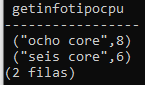 getinfotipocpu
----------------
("ocho core",8)
("seis core",6)
(2 filas)